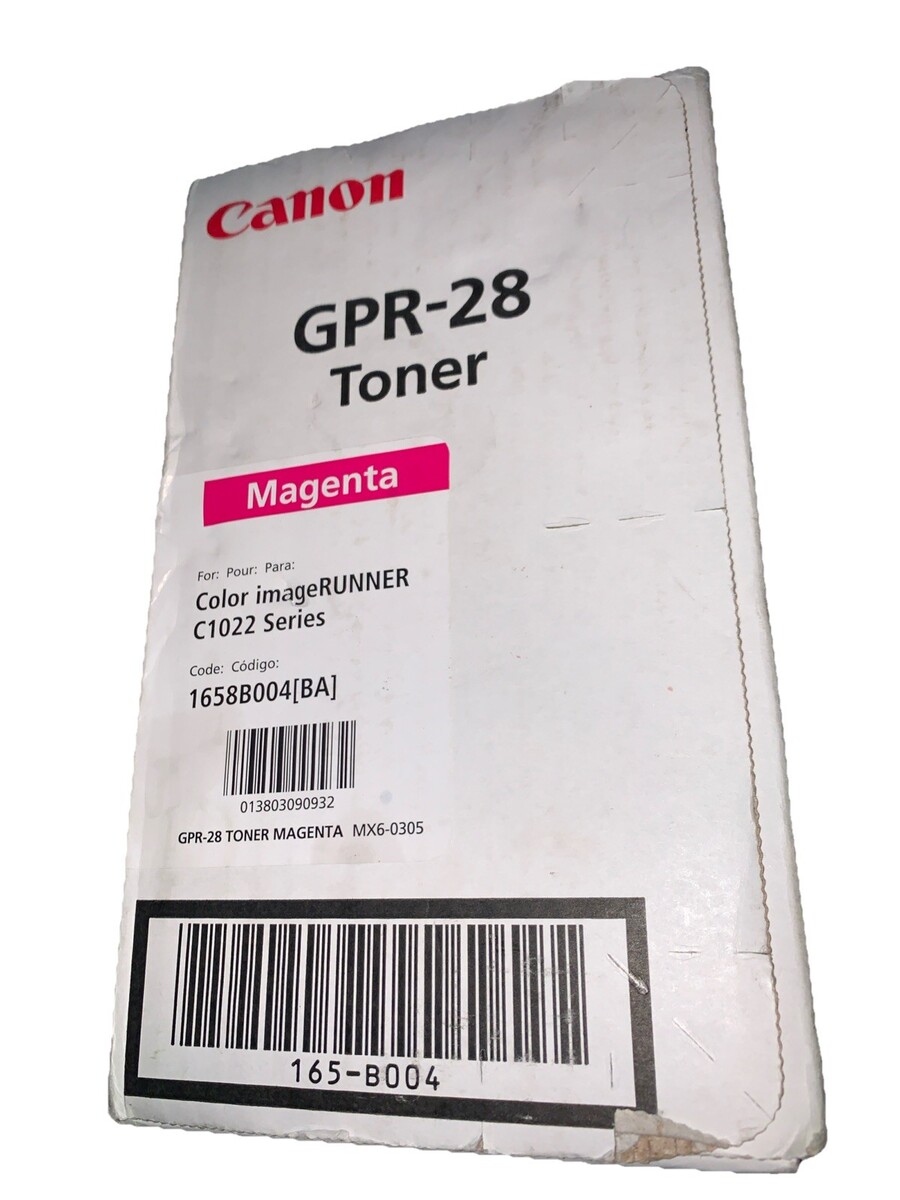 Canon
GPR-28
Toner
Magenta
For: Pour: Para:
Color imageRUNNER
C1022 Series
Code: Código:
1658B004[BA]
013803090932
GPR-28 TONER MAGENTA MX6-0305
165-B004